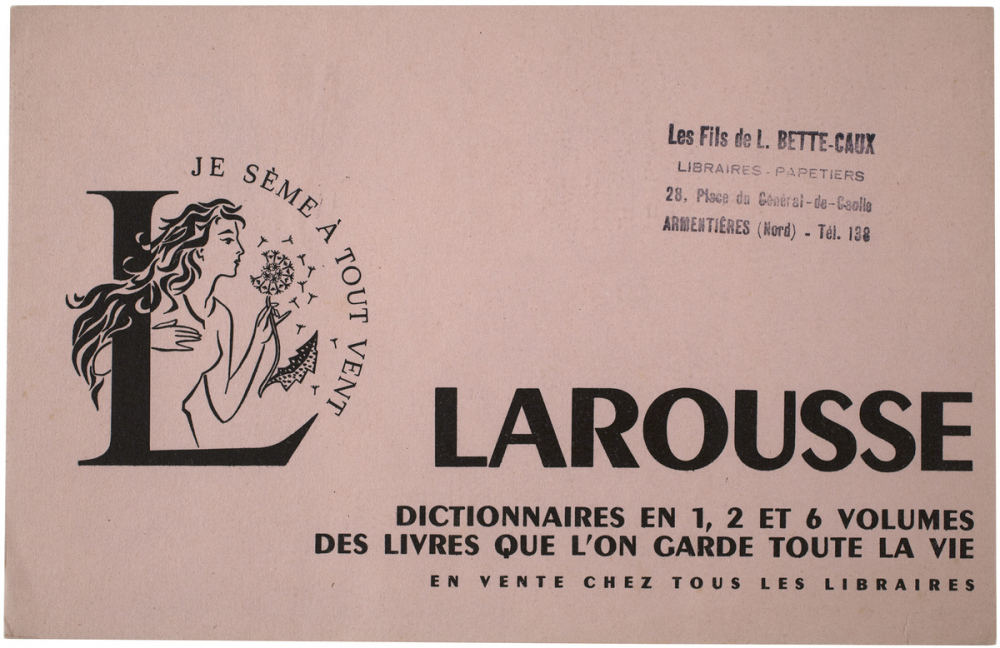 JE SÈME À TOUT VENT
L
Les Fils de L. BETTE-CAUX
LIBRAIRES-PAPETIERS
28, Place du Général-de-Gaulle
ARMENTIÈRES (Nord) - Tél. 138
LAROUSSE
DICTIONNAIRES EN 1, 2 ET 6 VOLUMES
DES LIVRES QUE L'ON GARDE TOUTE LA VIE
EN VENTE CHEZ TOUS LES LIBRAIRES